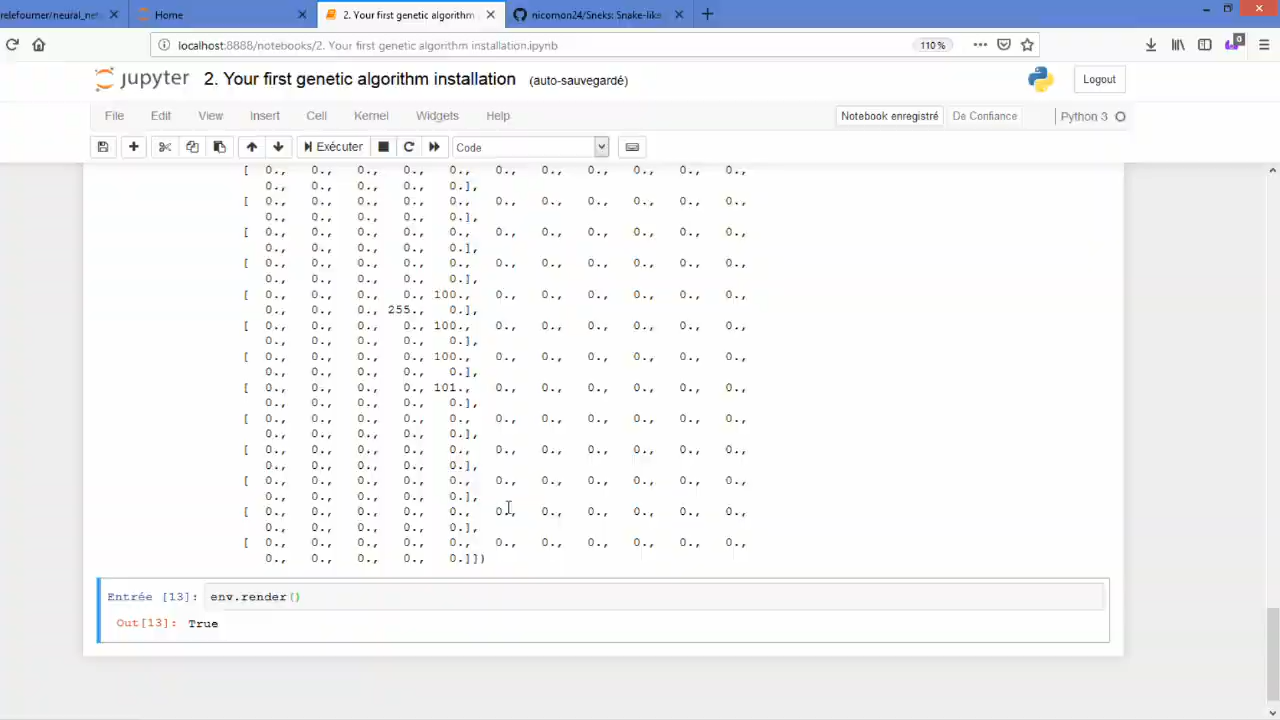 relefourner/neural_net
Home
2. Your first genetic algorithm
nicomon24/Sneks: Snake-like
localhost:8888/notebooks/2. Your first genetic algorithm installation.ipynb
110 %
0
jupyter 2. Your first genetic algorithm installation (auto-sauvegardé)
Logout
File Edit View Insert Cell Kernel Widgets Help
Notebook enregistré De Confiance Python 3
Exécuter Code
[ 0., 0., 0., 0., 0., 0., 0., 0., 0., 0., 0.,
0., 0., 0., 0., 0.],
[ 0., 0., 0., 0., 0., 0., 0., 0., 0., 0., 0.,
0., 0., 0., 0., 0.],
[ 0., 0., 0., 0., 0., 0., 0., 0., 0., 0., 0.,
0., 0., 0., 0., 0.],
[ 0., 0., 0., 0., 0., 0., 0., 0., 0., 0., 0.,
0., 0., 0., 0., 0.],
[ 0., 0., 0., 0., 100., 0., 0., 0., 0., 0., 0.,
0., 0., 0., 255., 0.],
[ 0., 0., 0., 0., 100., 0., 0., 0., 0., 0., 0.,
0., 0., 0., 0., 0.],
[ 0., 0., 0., 0., 100., 0., 0., 0., 0., 0., 0.,
0., 0., 0., 0., 0.],
[ 0., 0., 0., 0., 101., 0., 0., 0., 0., 0., 0.,
0., 0., 0., 0., 0.],
[ 0., 0., 0., 0., 0., 0., 0., 0., 0., 0., 0.,
0., 0., 0., 0., 0.],
[ 0., 0., 0., 0., 0., 0., 0., 0., 0., 0., 0.,
0., 0., 0., 0., 0.],
[ 0., 0., 0., 0., 0., 0., 0., 0., 0., 0., 0.,
0., 0., 0., 0., 0.],
[ 0., 0., 0., 0., 0., 0., 0., 0., 0., 0., 0.,
0., 0., 0., 0., 0.],
[ 0., 0., 0., 0., 0., 0., 0., 0., 0., 0., 0.,
0., 0., 0., 0., 0.]])
Entrée [13]: env.render()
Out[13]: True